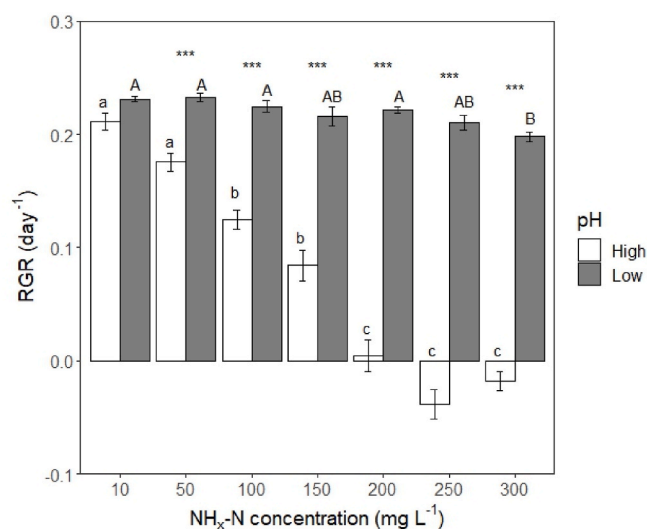 0.3
0.2
0.1
0.0
-0.1
RGR (day⁻¹)
*** *** *** *** *** ***
a A a A b A b AB c A c AB c B
10 50 100 150 200 250 300
NHₓ-N concentration (mg L⁻¹)
pH
High
Low